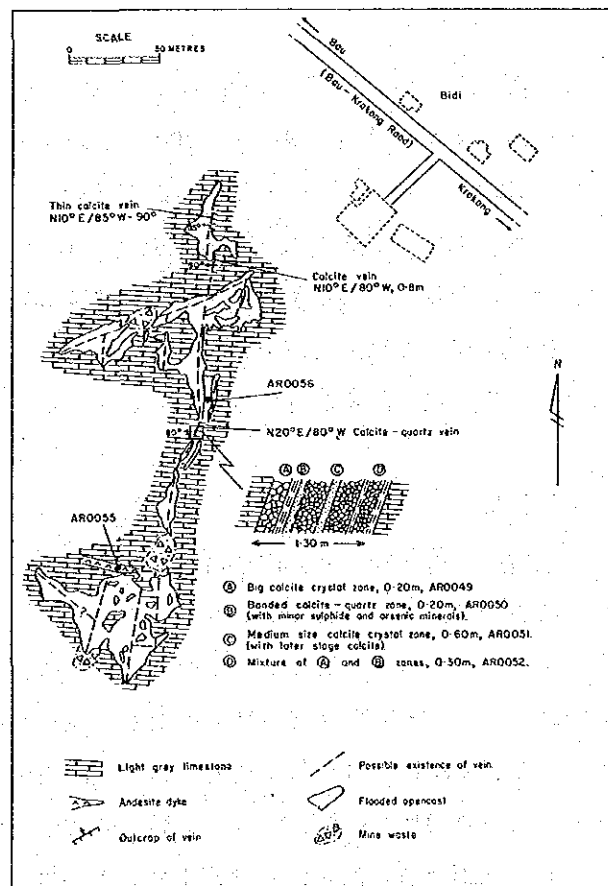 SCALE
0 50 METRES
Bau
(Bau - Krokong Road)
Bidi
Krokong
Thin calcite vein
N10°E/85°W-90°
85°
Calcite vein
N10°E/80°W, 0·8m
N
AR0056
N20°E/80°W Calcite-quartz vein
80°
A B C D
1·30 m
AR0055
?
A Big calcite crystal zone, 0·20m, AR0049
B Banded calcite-quartz zone, 0·20m, AR0050
(with minor sulphide and arsenic minerals).
C Medium size calcite crystal zone, 0·60m, AR0051.
(with later stage calcite)
D Mixture of A and B zones, 0·30m, AR0052.
Light grey limestone
Possible existence of vein
Andesite dyke
Flooded opencast
Outcrop of vein
Mine waste